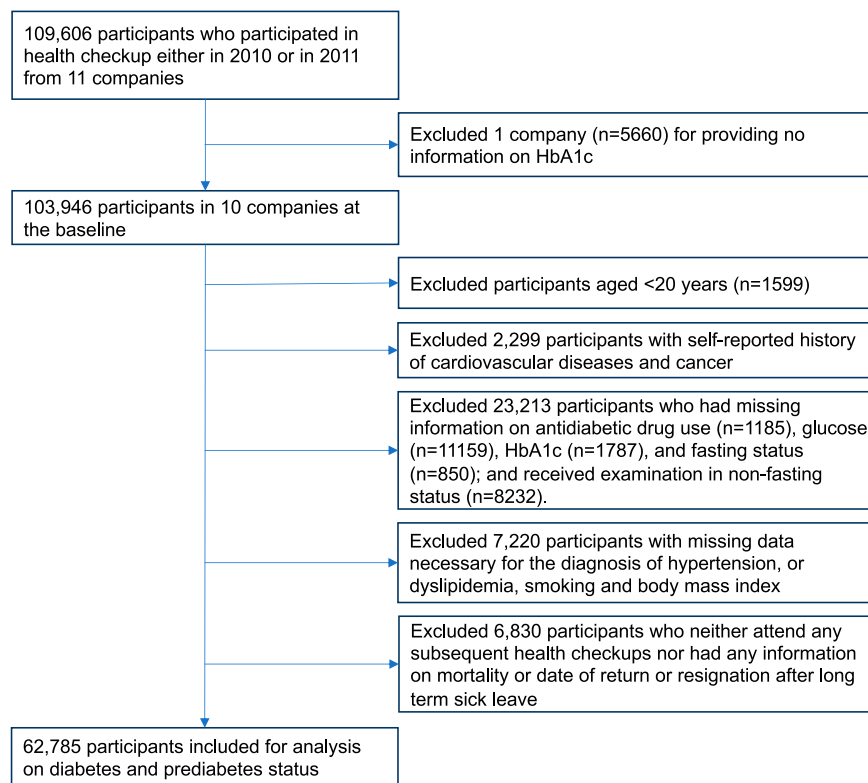 109,606 participants who participated in
health checkup either in 2010 or in 2011
from 11 companies
Excluded 1 company (n=5660) for providing no
information on HbA1c
103,946 participants in 10 companies at
the baseline
Excluded participants aged <20 years (n=1599)
Excluded 2,299 participants with self-reported history
of cardiovascular diseases and cancer
Excluded 23,213 participants who had missing
information on antidiabetic drug use (n=1185), glucose
(n=11159), HbA1c (n=1787), and fasting status
(n=850); and received examination in non-fasting
status (n=8232).
Excluded 7,220 participants with missing data
necessary for the diagnosis of hypertension, or
dyslipidemia, smoking and body mass index
Excluded 6,830 participants who neither attend any
subsequent health checkups nor had any information
on mortality or date of return or resignation after long
term sick leave
62,785 participants included for analysis
on diabetes and prediabetes status